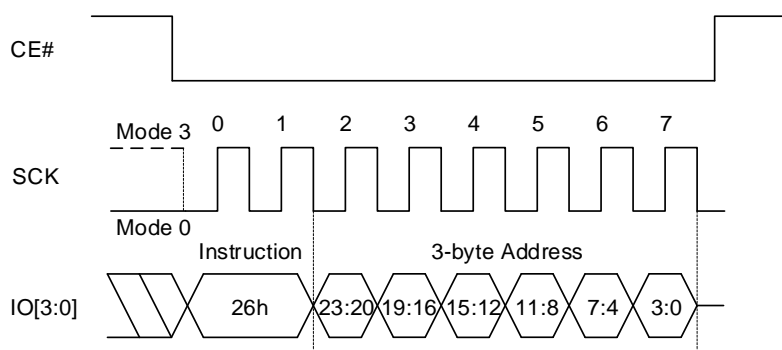 CE#
Mode 3
0 1 2 3 4 5 6 7
SCK
Mode 0
Instruction 3-byte Address
IO[3:0]
26h 23:20 19:16 15:12 11:8 7:4 3:0